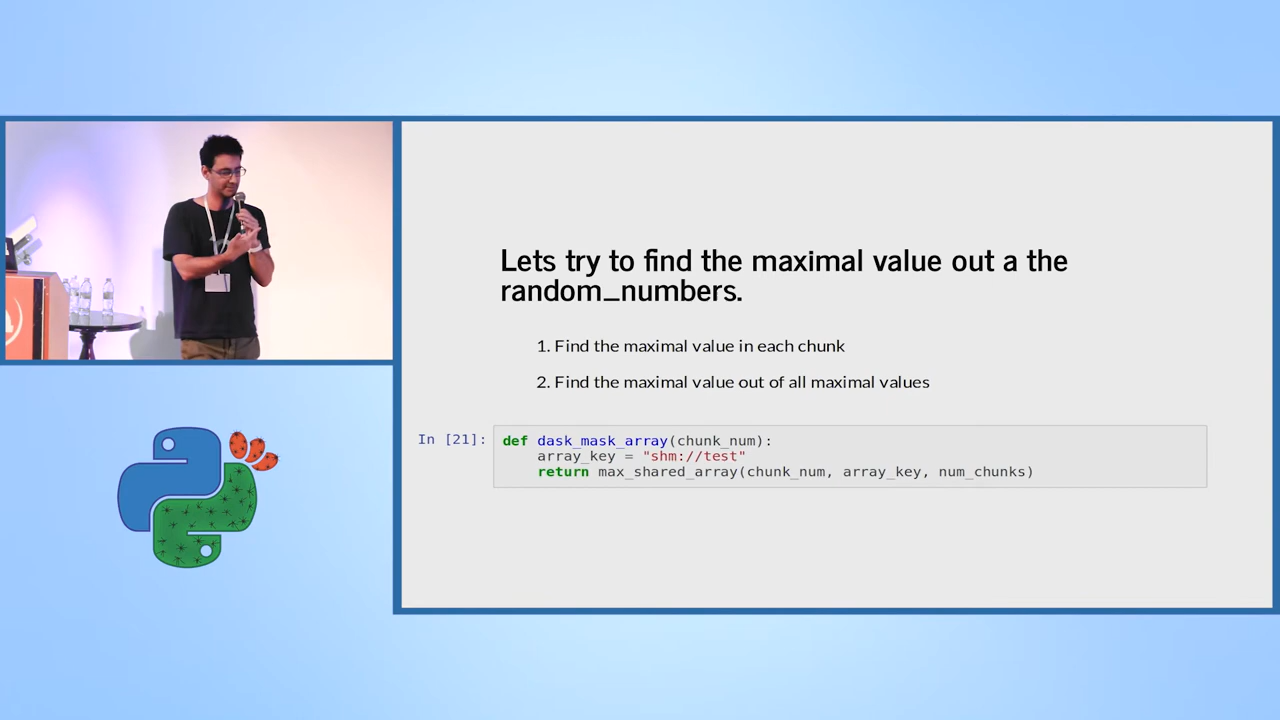 Lets try to find the maximal value out a the
random_numbers.
1. Find the maximal value in each chunk
2. Find the maximal value out of all maximal values
In [21]:
def dask_mask_array(chunk_num):
    array_key = "shm://test"
    return max_shared_array(chunk_num, array_key, num_chunks)